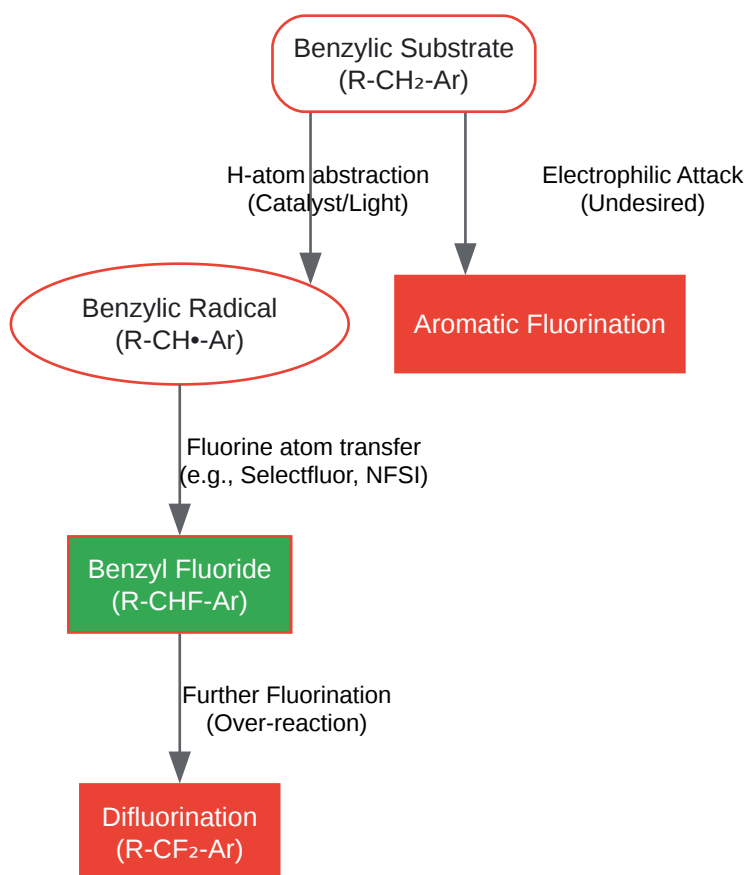 Benzylic Substrate
(R-CH₂-Ar)
H-atom abstraction
(Catalyst/Light)
Electrophilic Attack
(Undesired)
Benzylic Radical
(R-CH•-Ar)
Aromatic Fluorination
Fluorine atom transfer
(e.g., Selectfluor, NFSI)
Benzyl Fluoride
(R-CHF-Ar)
Further Fluorination
(Over-reaction)
Difluorination
(R-CF₂-Ar)